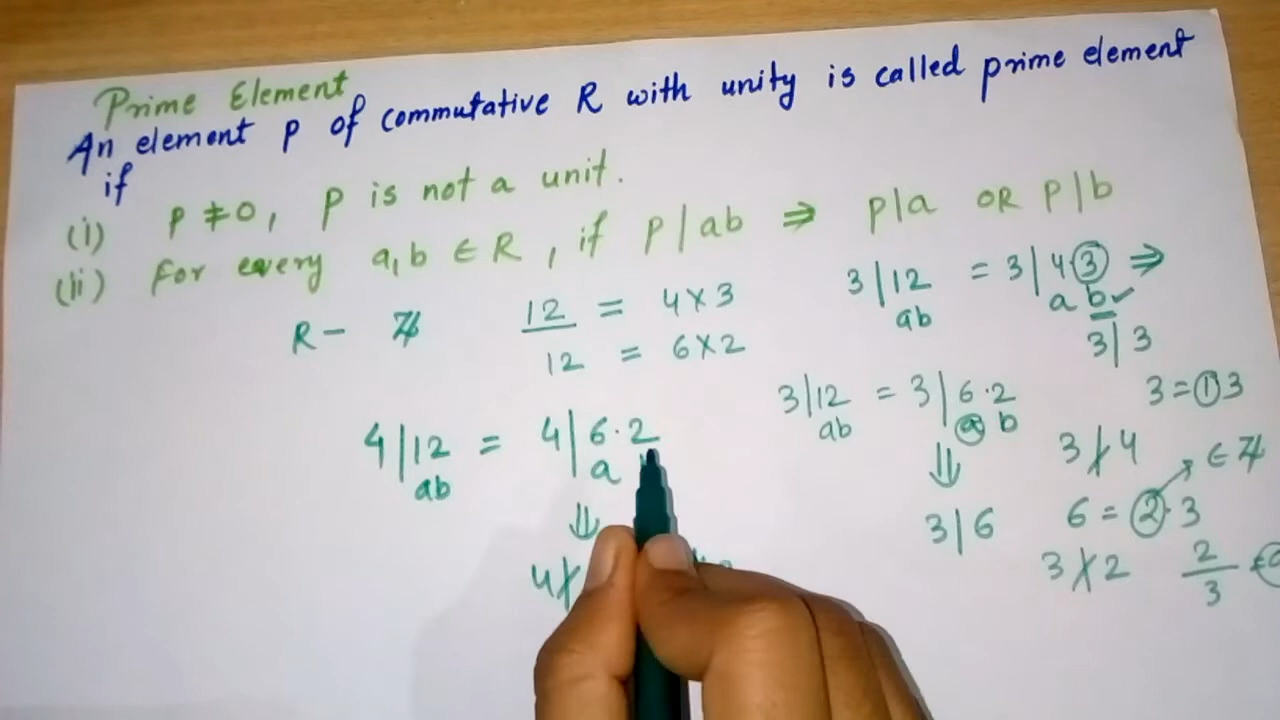 Prime Element
An element p of commutative R with unity is called prime element
if
(i) p ≠ 0, p is not a unit.
(ii) For every a, b ∈ R, if p | ab ⇒ p | a OR p | b
R – ℤ
12 = 4 × 3
12 = 6 × 2
3 | 12 = 3 | 4 3 ⇒
ab a b ✓
3 | 3
3 = 1 3
3 | 12 = 3 | 6 · 2
ab a b
⇓
3 | 6
3 ∤ 4
6 = 2 · 3 ∈ ℤ
3 ∤ 2 2/3
4 | 12 = 4 | 6 · 2
ab a
⇓
4 ∤